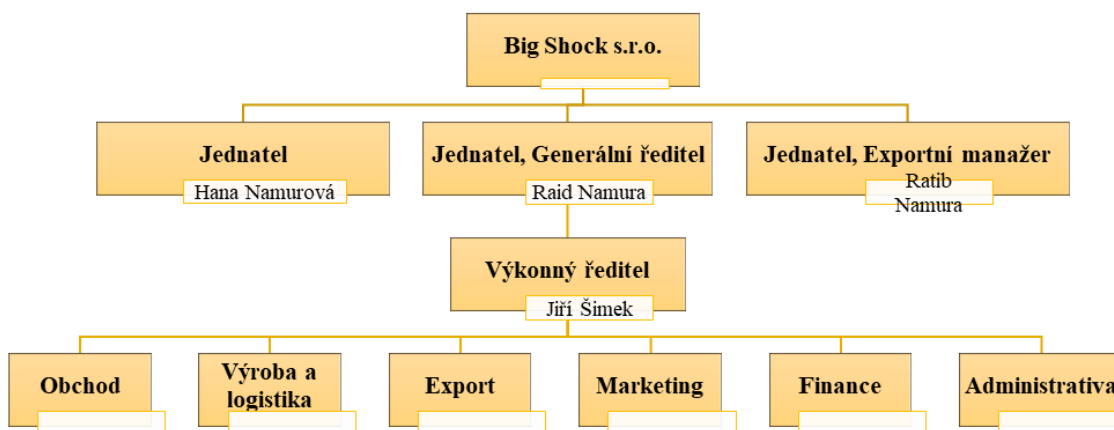 Big Shock s.r.o.
Jednatel
Hana Namurová
Jednatel, Generální ředitel
Raid Namura
Jednatel, Exportní manažer
Ratib
Namura
Výkonný ředitel
Jiří Šimek
Obchod
Výroba a
logistika
Export
Marketing
Finance
Administrativa